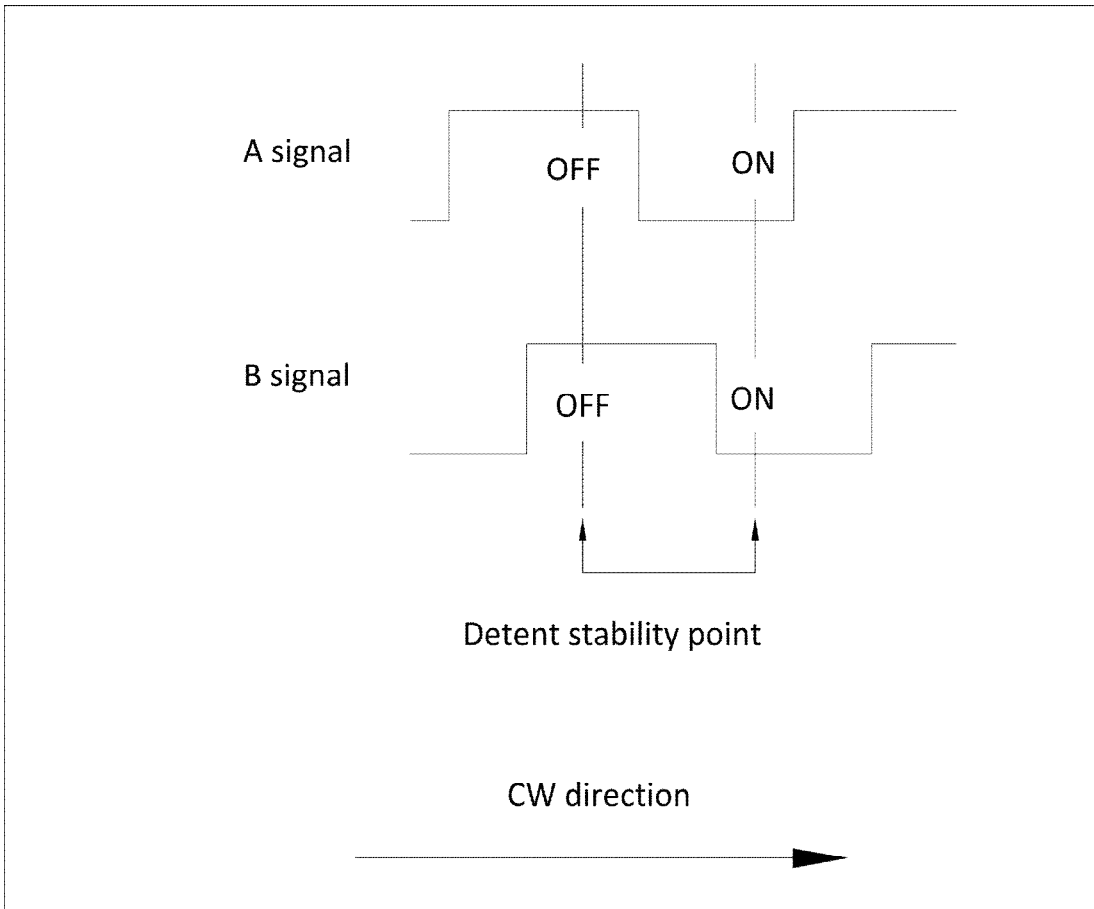 A signal
OFF
ON
B signal
OFF
ON
Detent stability point
CW direction